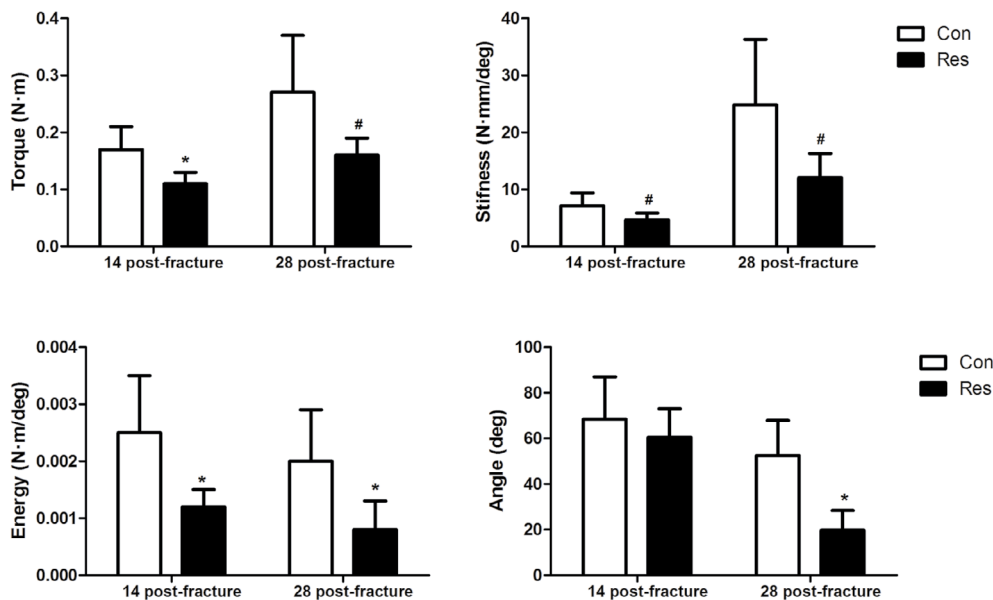 Torque (N·m)
0.4
0.3
0.2
0.1
0.0
*
#
14 post-fracture
28 post-fracture
Stifness (N·mm/deg)
40
30
20
10
0
#
#
14 post-fracture
28 post-fracture
Con
Res
Energy (N·m/deg)
0.004
0.003
0.002
0.001
0.000
*
*
14 post-fracture
28 post-fracture
Angle (deg)
100
80
60
40
20
0
*
14 post-fracture
28 post-fracture
Con
Res